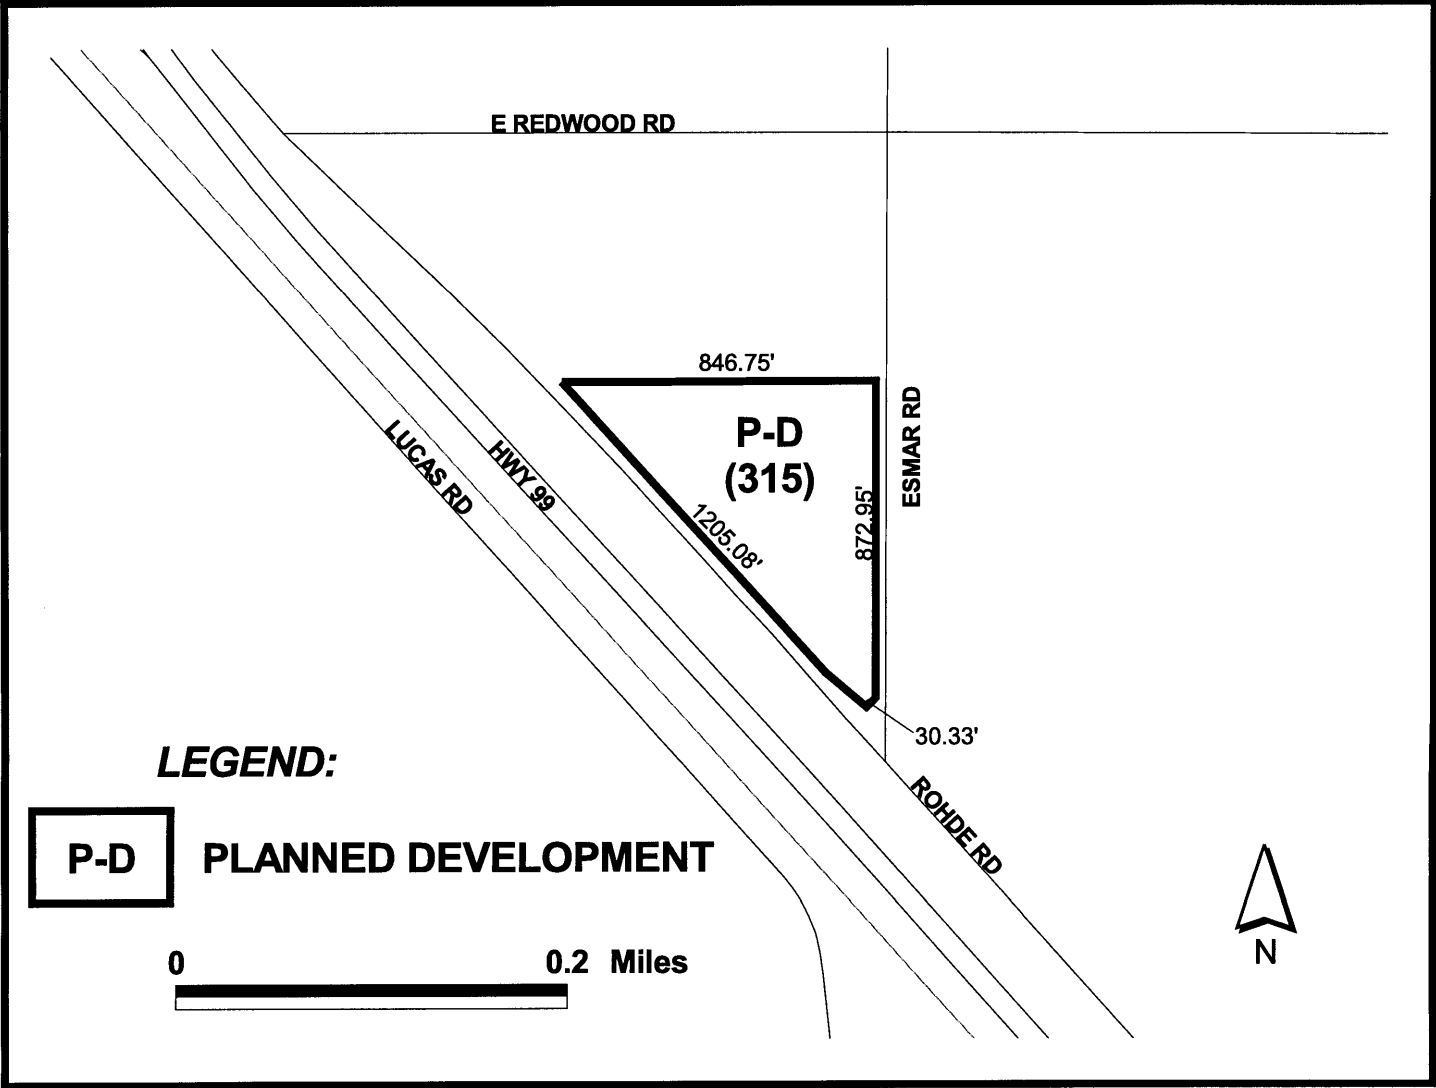 E REDWOOD RD
846.75'
P-D
(315)
ESMAR RD
872.95'
1205.08'
LUCAS RD
HWY 99
30.33'
ROHDE RD
LEGEND:
P-D PLANNED DEVELOPMENT
0 0.2 Miles
N